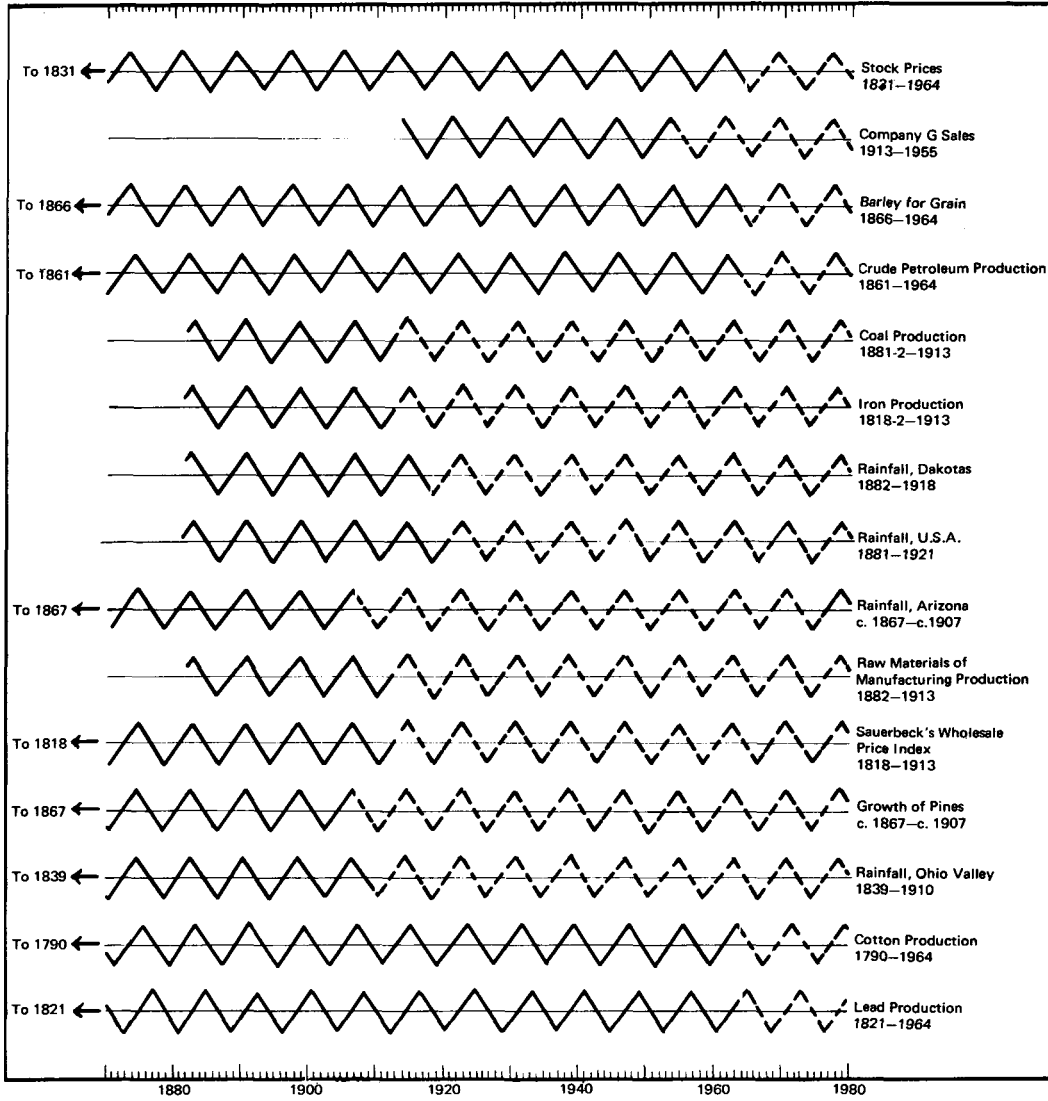 To 1831
Stock Prices
1831–1964
Company G Sales
1913–1955
To 1866
Barley for Grain
1866–1964
To 1861
Crude Petroleum Production
1861–1964
Coal Production
1881-2–1913
Iron Production
1818-2–1913
Rainfall, Dakotas
1882–1918
Rainfall, U.S.A.
1881–1921
To 1867
Rainfall, Arizona
c. 1867–c.1907
Raw Materials of
Manufacturing Production
1882–1913
To 1818
Sauerbeck's Wholesale
Price Index
1818–1913
To 1867
Growth of Pines
c. 1867–c. 1907
To 1839
Rainfall, Ohio Valley
1839–1910
To 1790
Cotton Production
1790–1964
To 1821
Lead Production
1821–1964
1880 1900 1920 1940 1960 1980